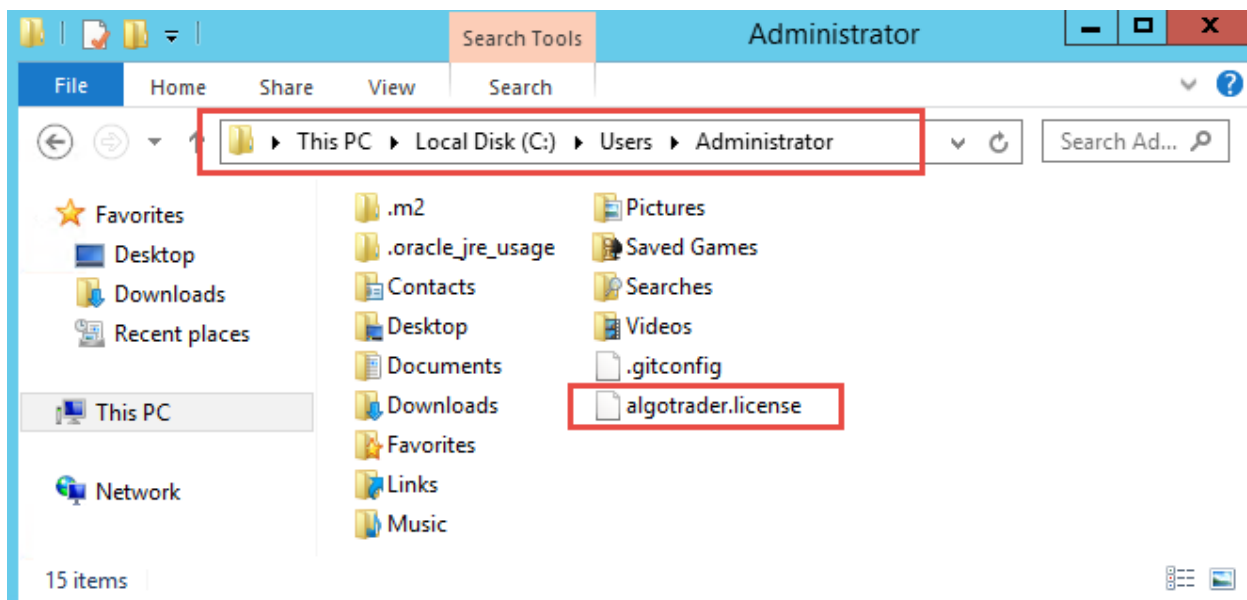 Search Tools
Administrator
File
Home
Share
View
Search
This PC
Local Disk (C:)
Users
Administrator
Search Ad...
Favorites
Desktop
Downloads
Recent places
This PC
Network
.m2
.oracle_jre_usage
Contacts
Desktop
Documents
Downloads
Favorites
Links
Music
Pictures
Saved Games
Searches
Videos
.gitconfig
algotrader.license
15 items